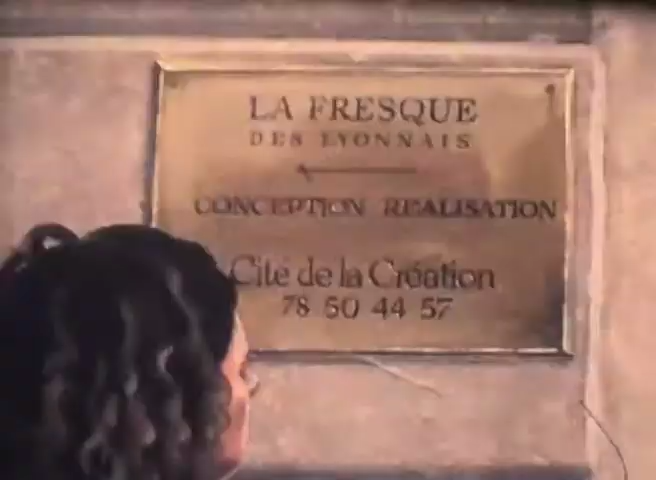 LA FRESQUE
DES LYONNAIS
CONCEPTION REALISATION
Cité de la Création
78 50 44 57